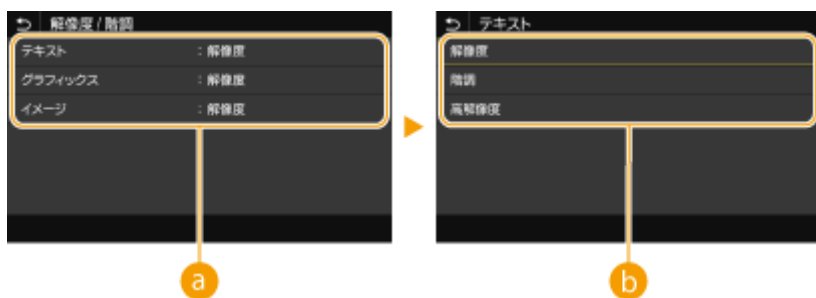 解像度 / 階調
テキスト : 解像度
グラフィックス : 解像度
イメージ : 解像度
a
テキスト
解像度
階調
高解像度
b